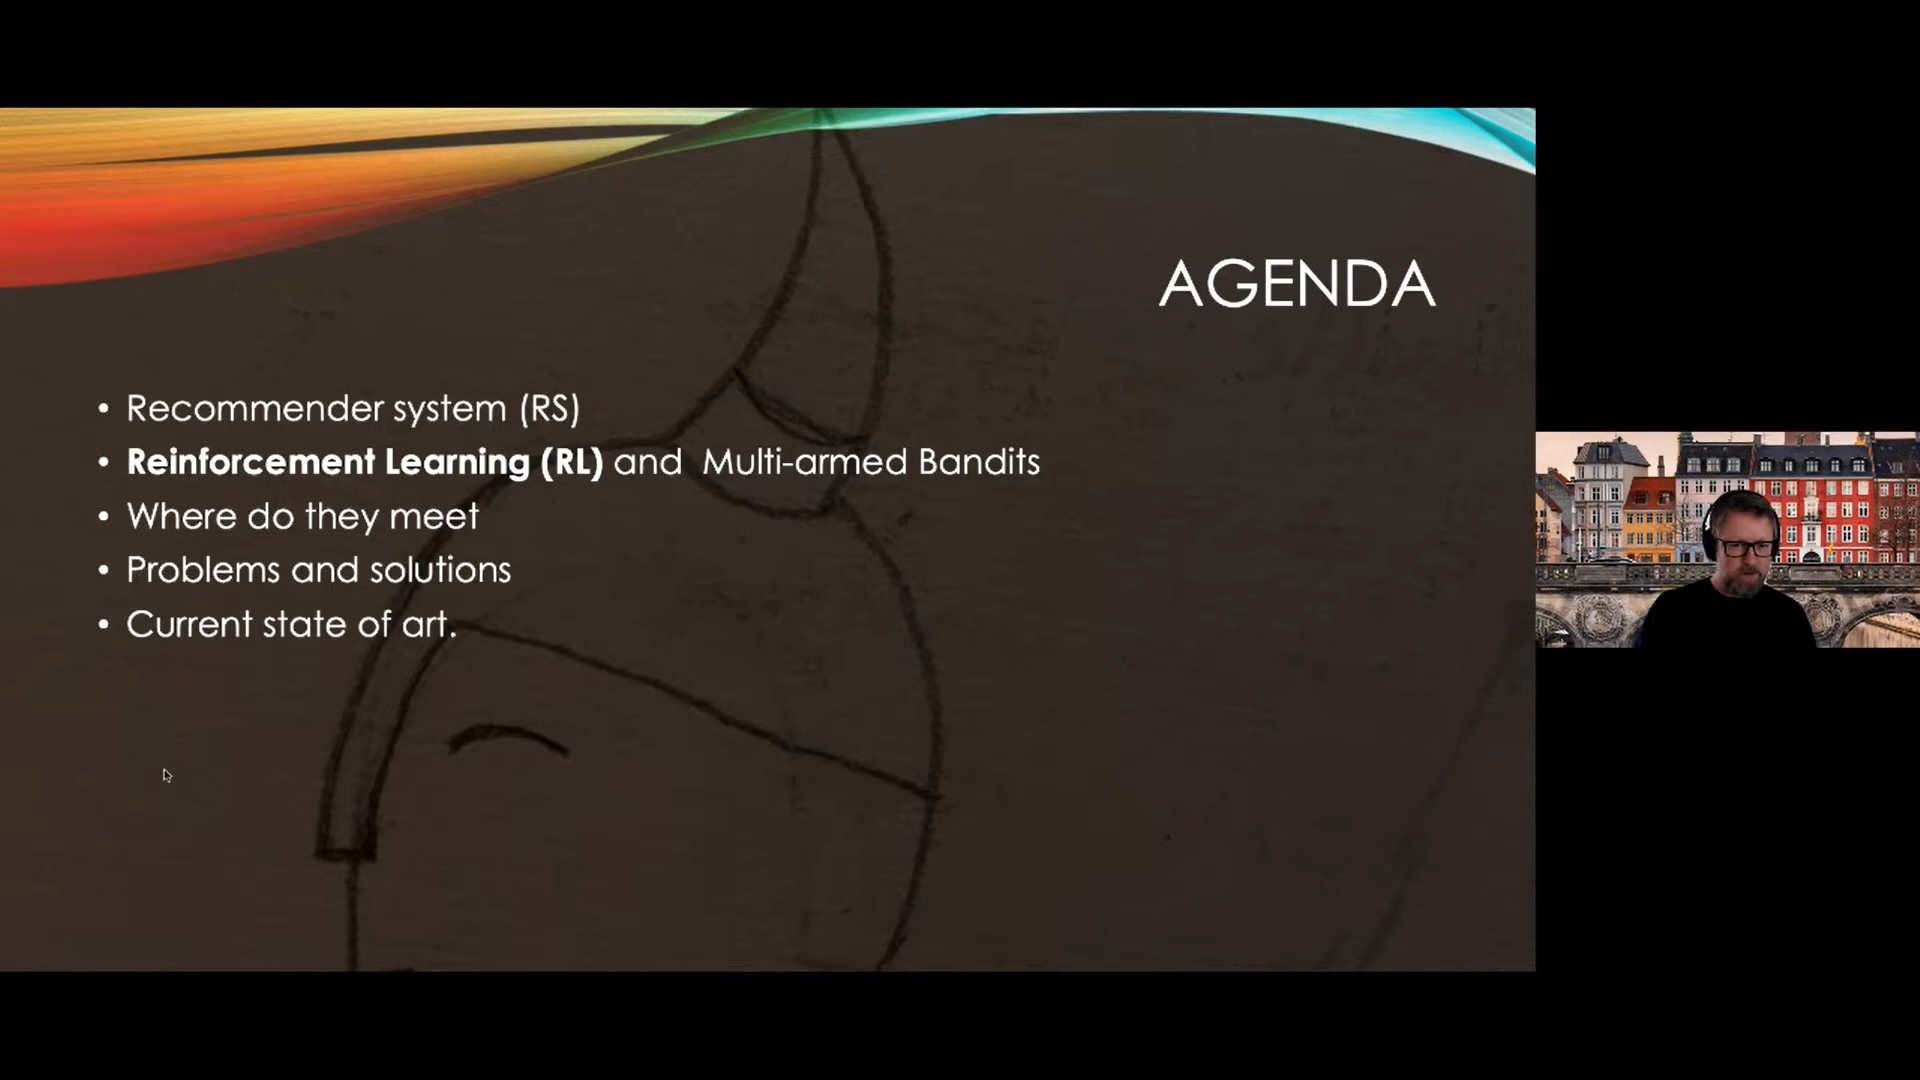 AGENDA
• Recommender system (RS)
• Reinforcement Learning (RL) and  Multi-armed Bandits
• Where do they meet
• Problems and solutions
• Current state of art.